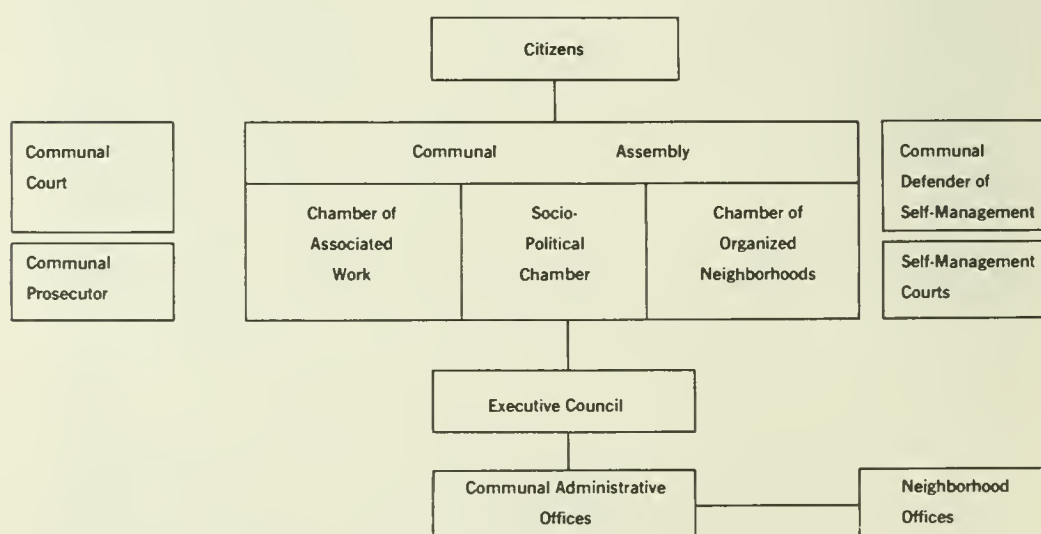 Citizens
Communal
Court
Communal
Prosecutor
Communal Assembly
Chamber of
Associated
Work
Socio-
Political
Chamber
Chamber of
Organized
Neighborhoods
Communal
Defender of
Self-Management
Self-Management
Courts
Executive Council
Communal Administrative
Offices
Neighborhood
Offices